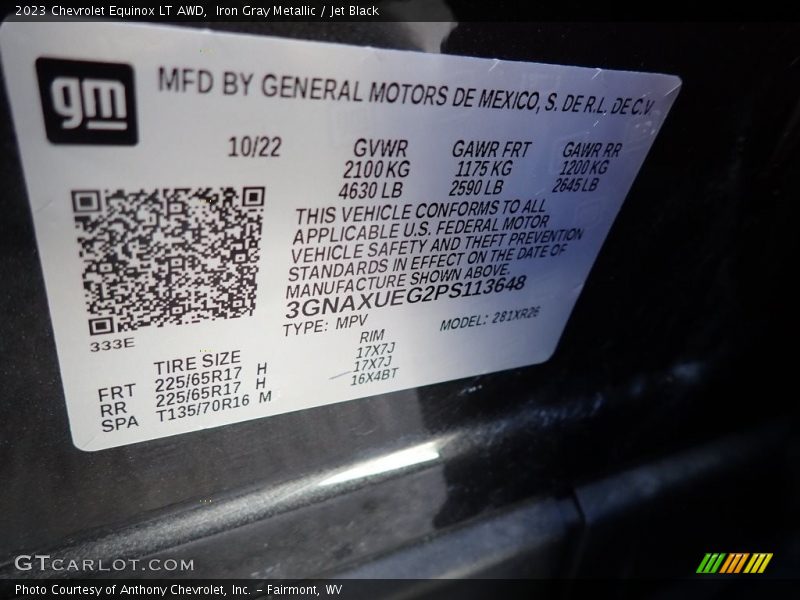 2023 Chevrolet Equinox LT AWD,  Iron Gray Metallic / Jet Black
gm
MFD BY GENERAL MOTORS DE MEXICO, S. DE R.L. DE C.V.
10/22
GVWR GAWR FRT GAWR RR
2100 KG 1175 KG 1200 KG
4630 LB 2590 LB 2645 LB
THIS VEHICLE CONFORMS TO ALL
APPLICABLE U.S. FEDERAL MOTOR
VEHICLE SAFETY AND THEFT PREVENTION
STANDARDS IN EFFECT ON THE DATE OF
MANUFACTURE SHOWN ABOVE.
3GNAXUEG2PS113648
TYPE: MPV MODEL: 281XR26
333E
TIRE SIZE RIM
FRT 225/65R17 H 17X7J
RR 225/65R17 H 17X7J
SPA T135/70R16 M 16X4BT
GTCARLOT.COM
Photo Courtesy of Anthony Chevrolet, Inc. – Fairmont, WV